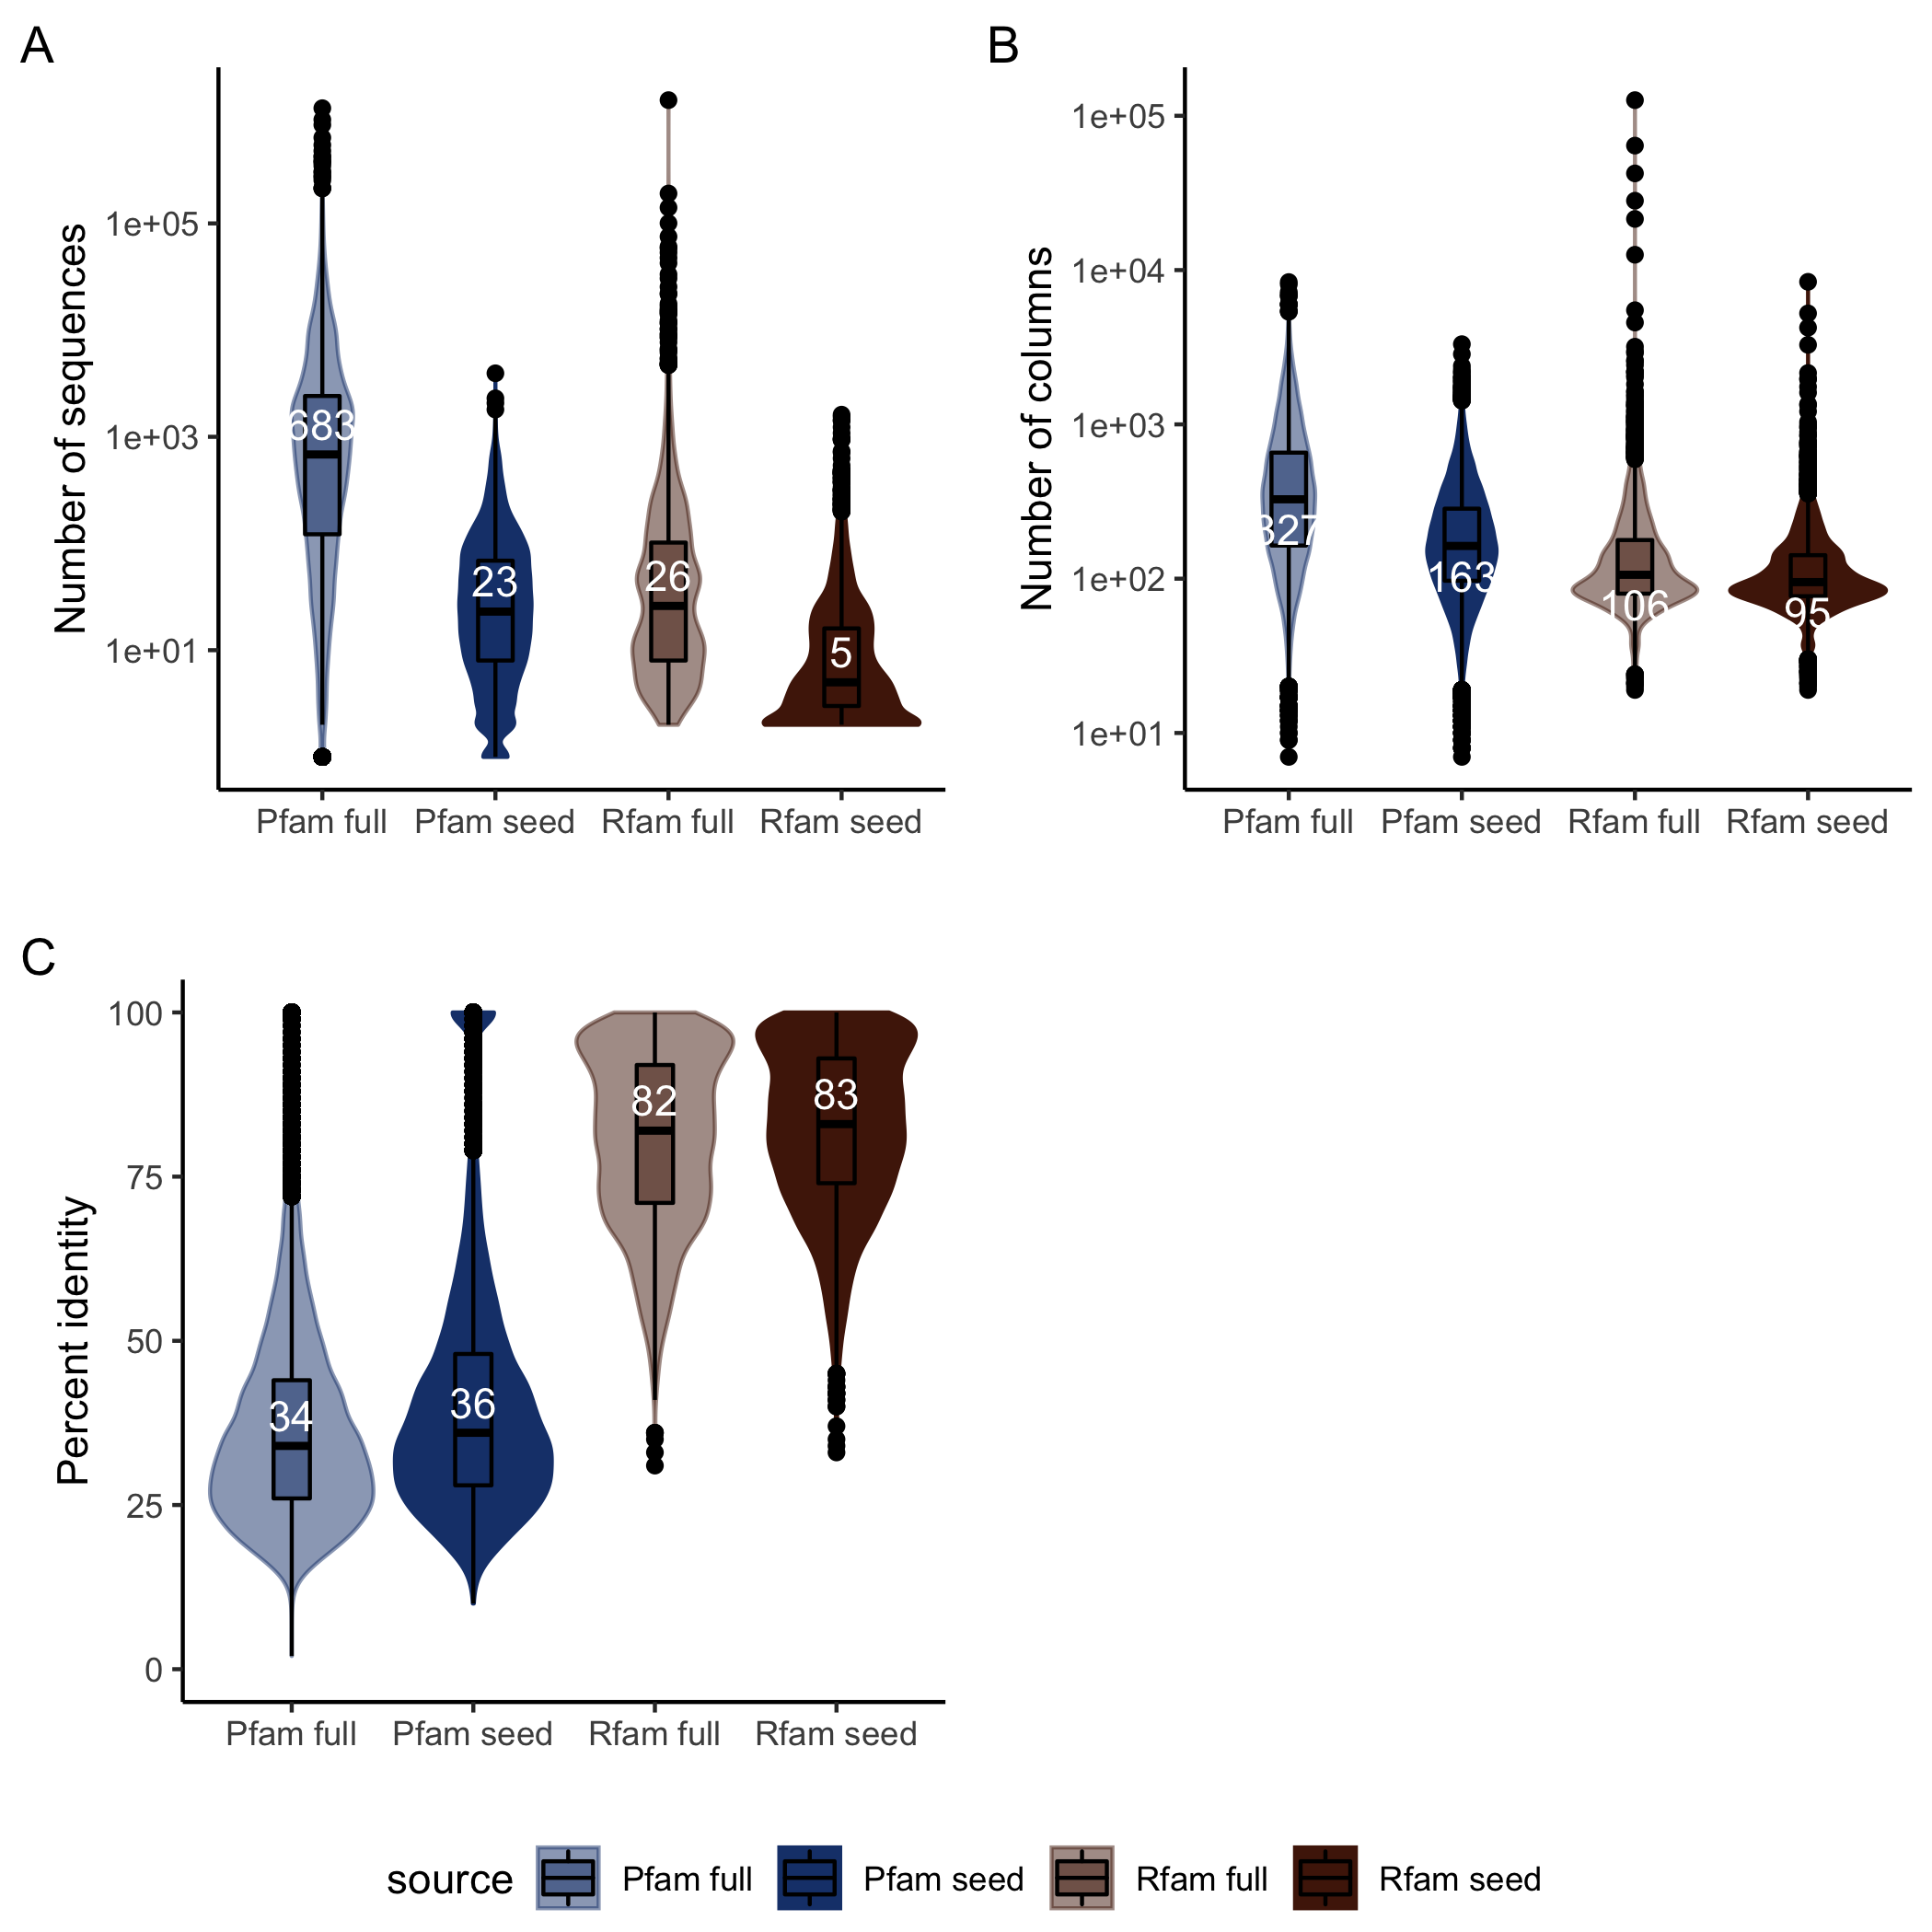 A
Number of sequences
1e+05
1e+03
1e+01
683
23
26
5
Pfam full Pfam seed Rfam full Rfam seed
B
Number of columns
1e+05
1e+04
1e+03
1e+02
1e+01
327
163
106
95
Pfam full Pfam seed Rfam full Rfam seed
C
Percent identity
100
75
50
25
0
34
36
82
83
Pfam full Pfam seed Rfam full Rfam seed
source Pfam full Pfam seed Rfam full Rfam seed